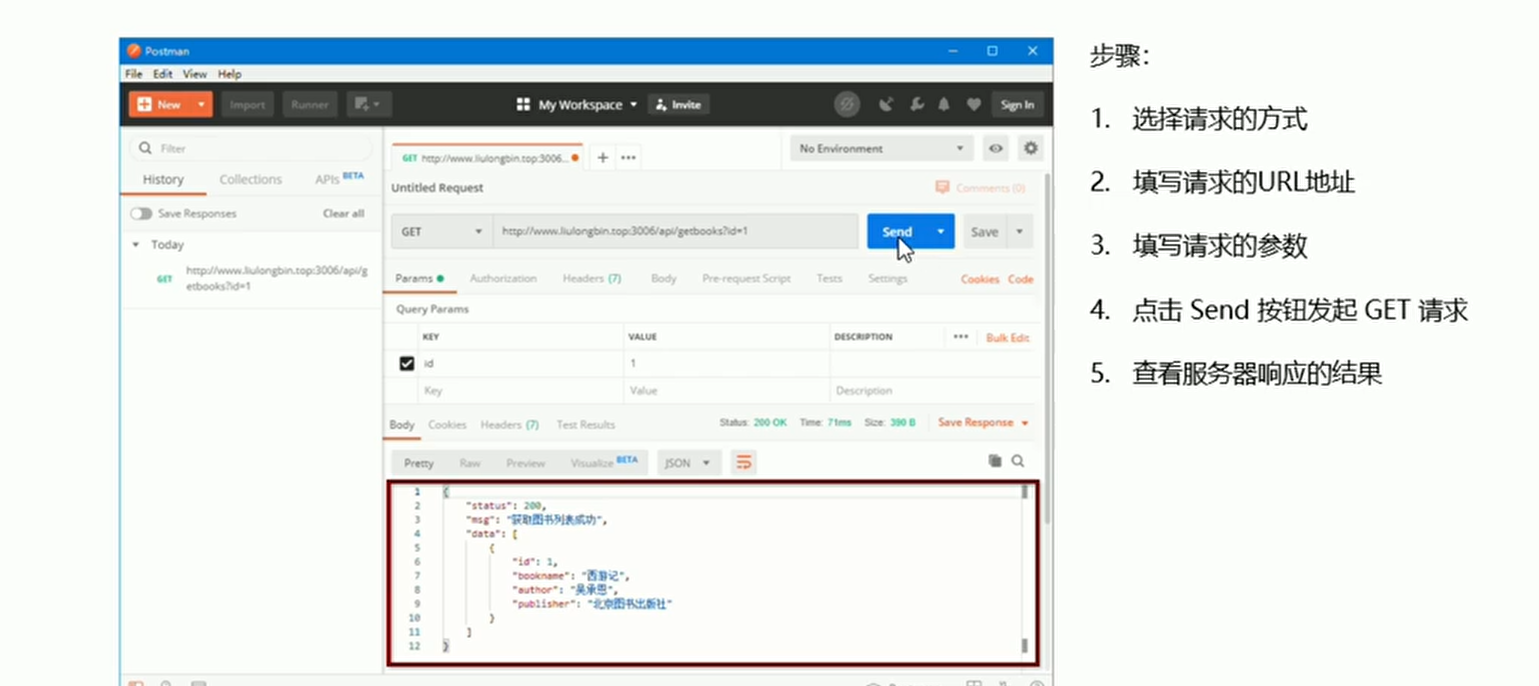 Postman
File Edit View Help
New Import Runner My Workspace Invite Sign In
Filter
History Collections APIs BETA
Save Responses Clear all
Today
GET http://www.liulongbin.top:3006/api/g
etbooks?id=1
GET http://www.liulongbin.top:3006... + •••
No Environment
Untitled Request
Comments (0)
GET http://www.liulongbin.top:3006/api/getbooks?id=1 Send Save
Params Authorization Headers (7) Body Pre-request Script Tests Settings Cookies Code
Query Params
KEY VALUE DESCRIPTION ••• Bulk Edit
id 1
Key Value Description
Body Cookies Headers (7) Test Results Status: 200 OK Time: 71ms Size: 390 B Save Response
Pretty Raw Preview Visualize BETA JSON
1 {
2 "status": 200,
3 "msg": "获取图书列表成功",
4 "data": [
5 {
6 "id": 1,
7 "bookname": "西游记",
8 "author": "吴承恩",
9 "publisher": "北京图书出版社"
10 }
11 ]
12 }
步骤：
1. 选择请求的方式
2. 填写请求的URL地址
3. 填写请求的参数
4. 点击 Send 按钮发起 GET 请求
5. 查看服务器响应的结果